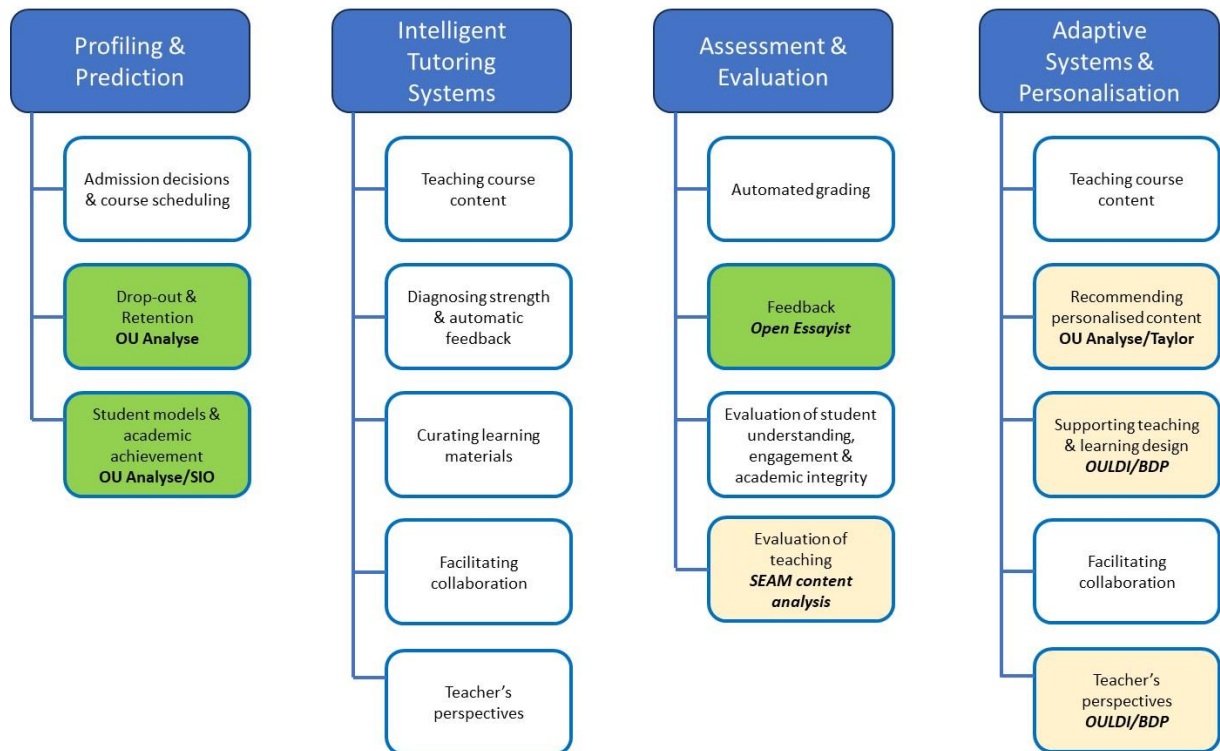 Profiling &
Prediction
Admission decisions
& course scheduling
Drop-out &
Retention
OU Analyse
Student models &
academic
achievement
OU Analyse/SIO
Intelligent
Tutoring
Systems
Teaching course
content
Diagnosing strength
& automatic
feedback
Curating learning
materials
Facilitating
collaboration
Teacher’s
perspectives
Assessment &
Evaluation
Automated grading
Feedback
Open Essayist
Evaluation of student
understanding,
engagement &
academic integrity
Evaluation of
teaching
SEAM content
analysis
Adaptive
Systems &
Personalisation
Teaching course
content
Recommending
personalised content
OU Analyse/Taylor
Supporting teaching
& learning design
OULDI/BDP
Facilitating
collaboration
Teacher’s
perspectives
OULDI/BDP